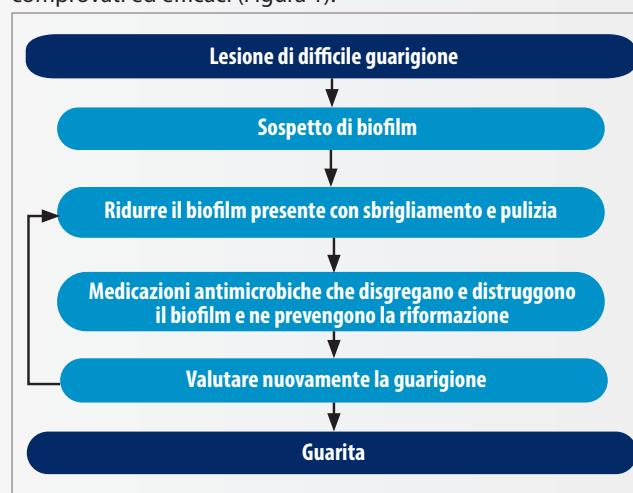 comprovati ed efficaci (Figura 1).
Lesione di difficile guarigione
Sospetto di biofilm
Ridurre il biofilm presente con sbrigliamento e pulizia
Medicazioni antimicrobiche che disgregano e distruggono
il biofilm e ne prevengono la riformazione
Valutare nuovamente la guarigione
Guarita